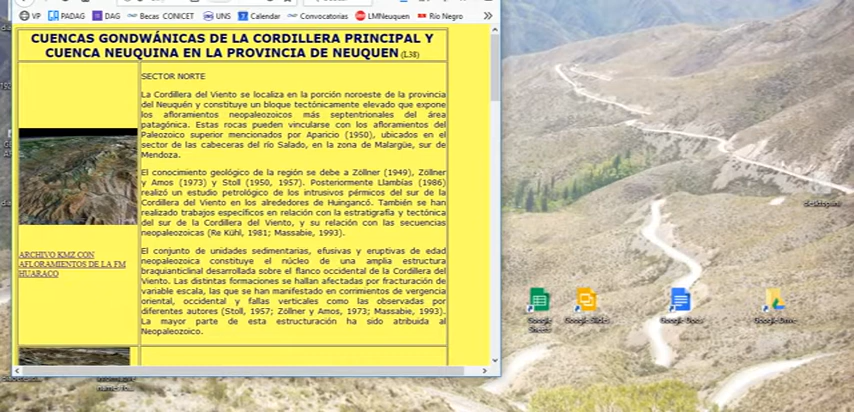 VP PADAG DAG Becas CONICET UNS Calendar Convocatorias LMNeuquen Río Negro
CUENCAS GONDWÁNICAS DE LA CORDILLERA PRINCIPAL Y
CUENCA NEUQUINA EN LA PROVINCIA DE NEUQUEN (L38)
SECTOR NORTE
La Cordillera del Viento se localiza en la porción noroeste de la provincia
del Neuquén y constituye un bloque tectónicamente elevado que expone
los afloramientos neopaleozoicos más septentrionales del área
patagónica. Estas rocas pueden vincularse con los afloramientos del
Paleozoico superior mencionados por Aparicio (1950), ubicados en el
sector de las cabeceras del río Salado, en la zona de Malargüe, sur de
Mendoza.
El conocimiento geológico de la región se debe a Zöllner (1949), Zöllner
y Amos (1973) y Stoll (1950, 1957). Posteriormente Llambías (1986)
realizó un estudio petrológico de los intrusivos pérmicos del sur de la
Cordillera del Viento en los alrededores de Huingancó. También se han
realizado trabajos específicos en relación con la estratigrafía y tectónica
del sur de la Cordillera del Viento, y su relación con las secuencias
neopaleozoicas (Re Kühl, 1981; Massabie, 1993).
El conjunto de unidades sedimentarias, efusivas y eruptivas de edad
neopaleozoica constituye el núcleo de una amplia estructura
braquianticlinal desarrollada sobre el flanco occidental de la Cordillera del
Viento. Las distintas formaciones se hallan afectadas por fracturación de
variable escala, las que se han manifestado en corrimientos de vergencia
oriental, occidental y fallas verticales como las observadas por
diferentes autores (Stoll, 1957; Zöllner y Amos, 1973; Massabie, 1993).
La mayor parte de esta estructuración ha sido atribuida al
Neopaleozoico.
ARCHIVO KMZ CON
AFLORAMIENTOS DE LA FM
HUARACO
desktop.ini
Google Sheets
Google Slides
Google Docs
Google Drive